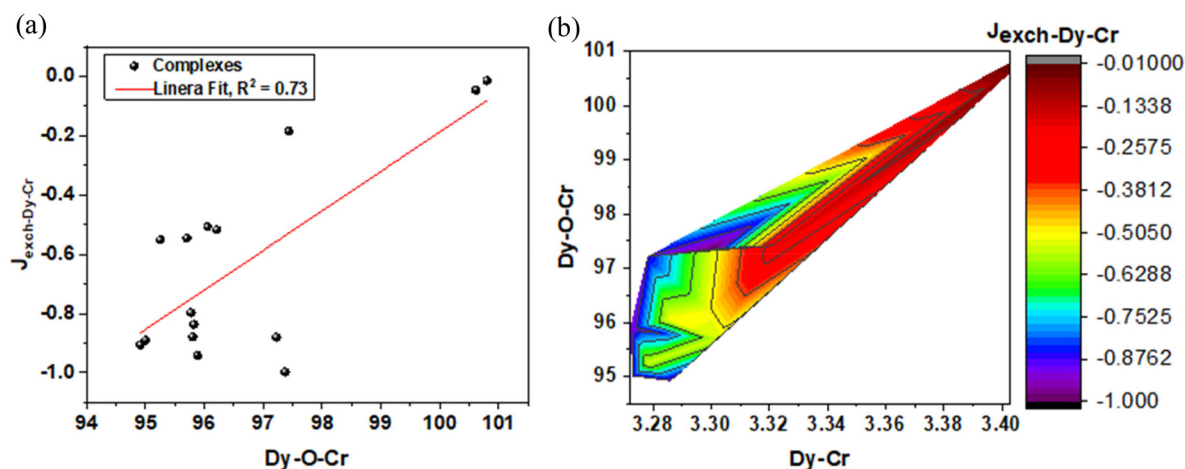 (a)
Complexes
Linera Fit, R² = 0.73
0.0
-0.2
-0.4
-0.6
-0.8
-1.0
J_exch-Dy-Cr
94 95 96 97 98 99 100 101
Dy-O-Cr
(b)
J_exch-Dy-Cr
101
100
99
98
97
96
95
Dy-O-Cr
3.28 3.30 3.32 3.34 3.36 3.38 3.40
Dy-Cr
-0.01000
-0.1338
-0.2575
-0.3812
-0.5050
-0.6288
-0.7525
-0.8762
-1.000